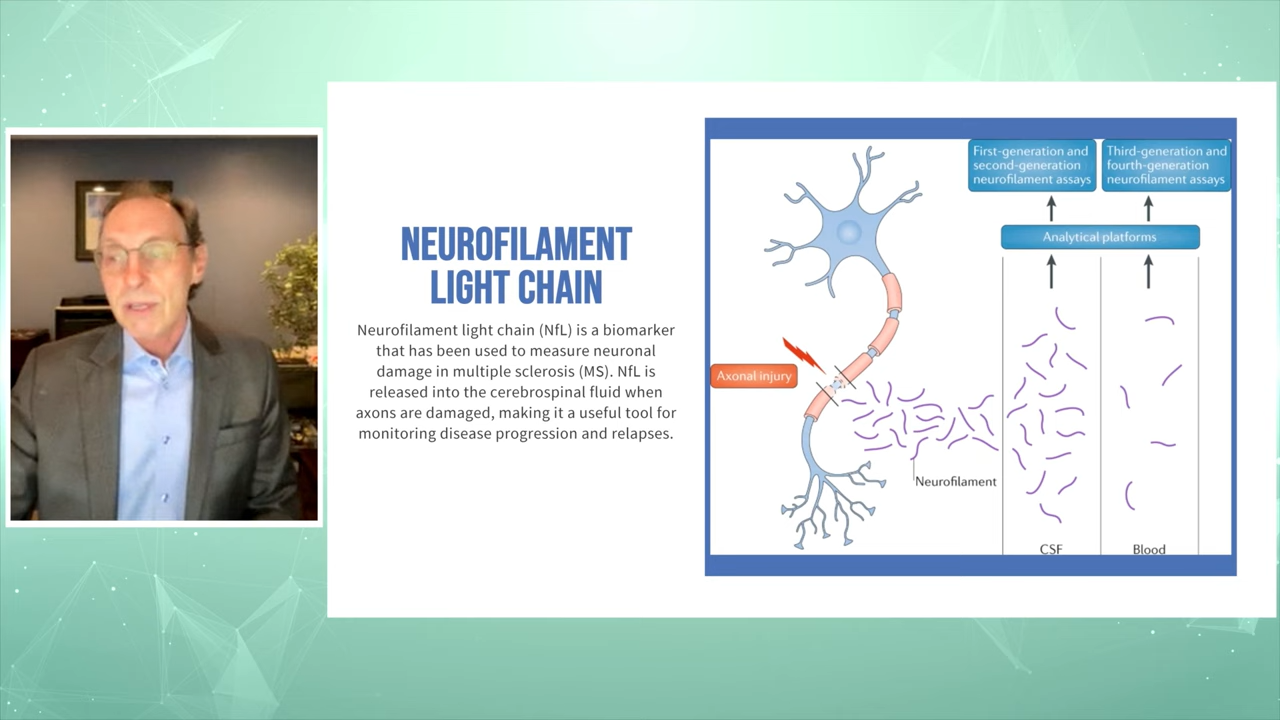 NEUROFILAMENT
LIGHT CHAIN
Neurofilament light chain (NfL) is a biomarker
that has been used to measure neuronal
damage in multiple sclerosis (MS). NfL is
released into the cerebrospinal fluid when
axons are damaged, making it a useful tool for
monitoring disease progression and relapses.
First-generation and
second-generation
neurofilament assays
Third-generation and
fourth-generation
neurofilament assays
Analytical platforms
Axonal injury
Neurofilament
CSF
Blood